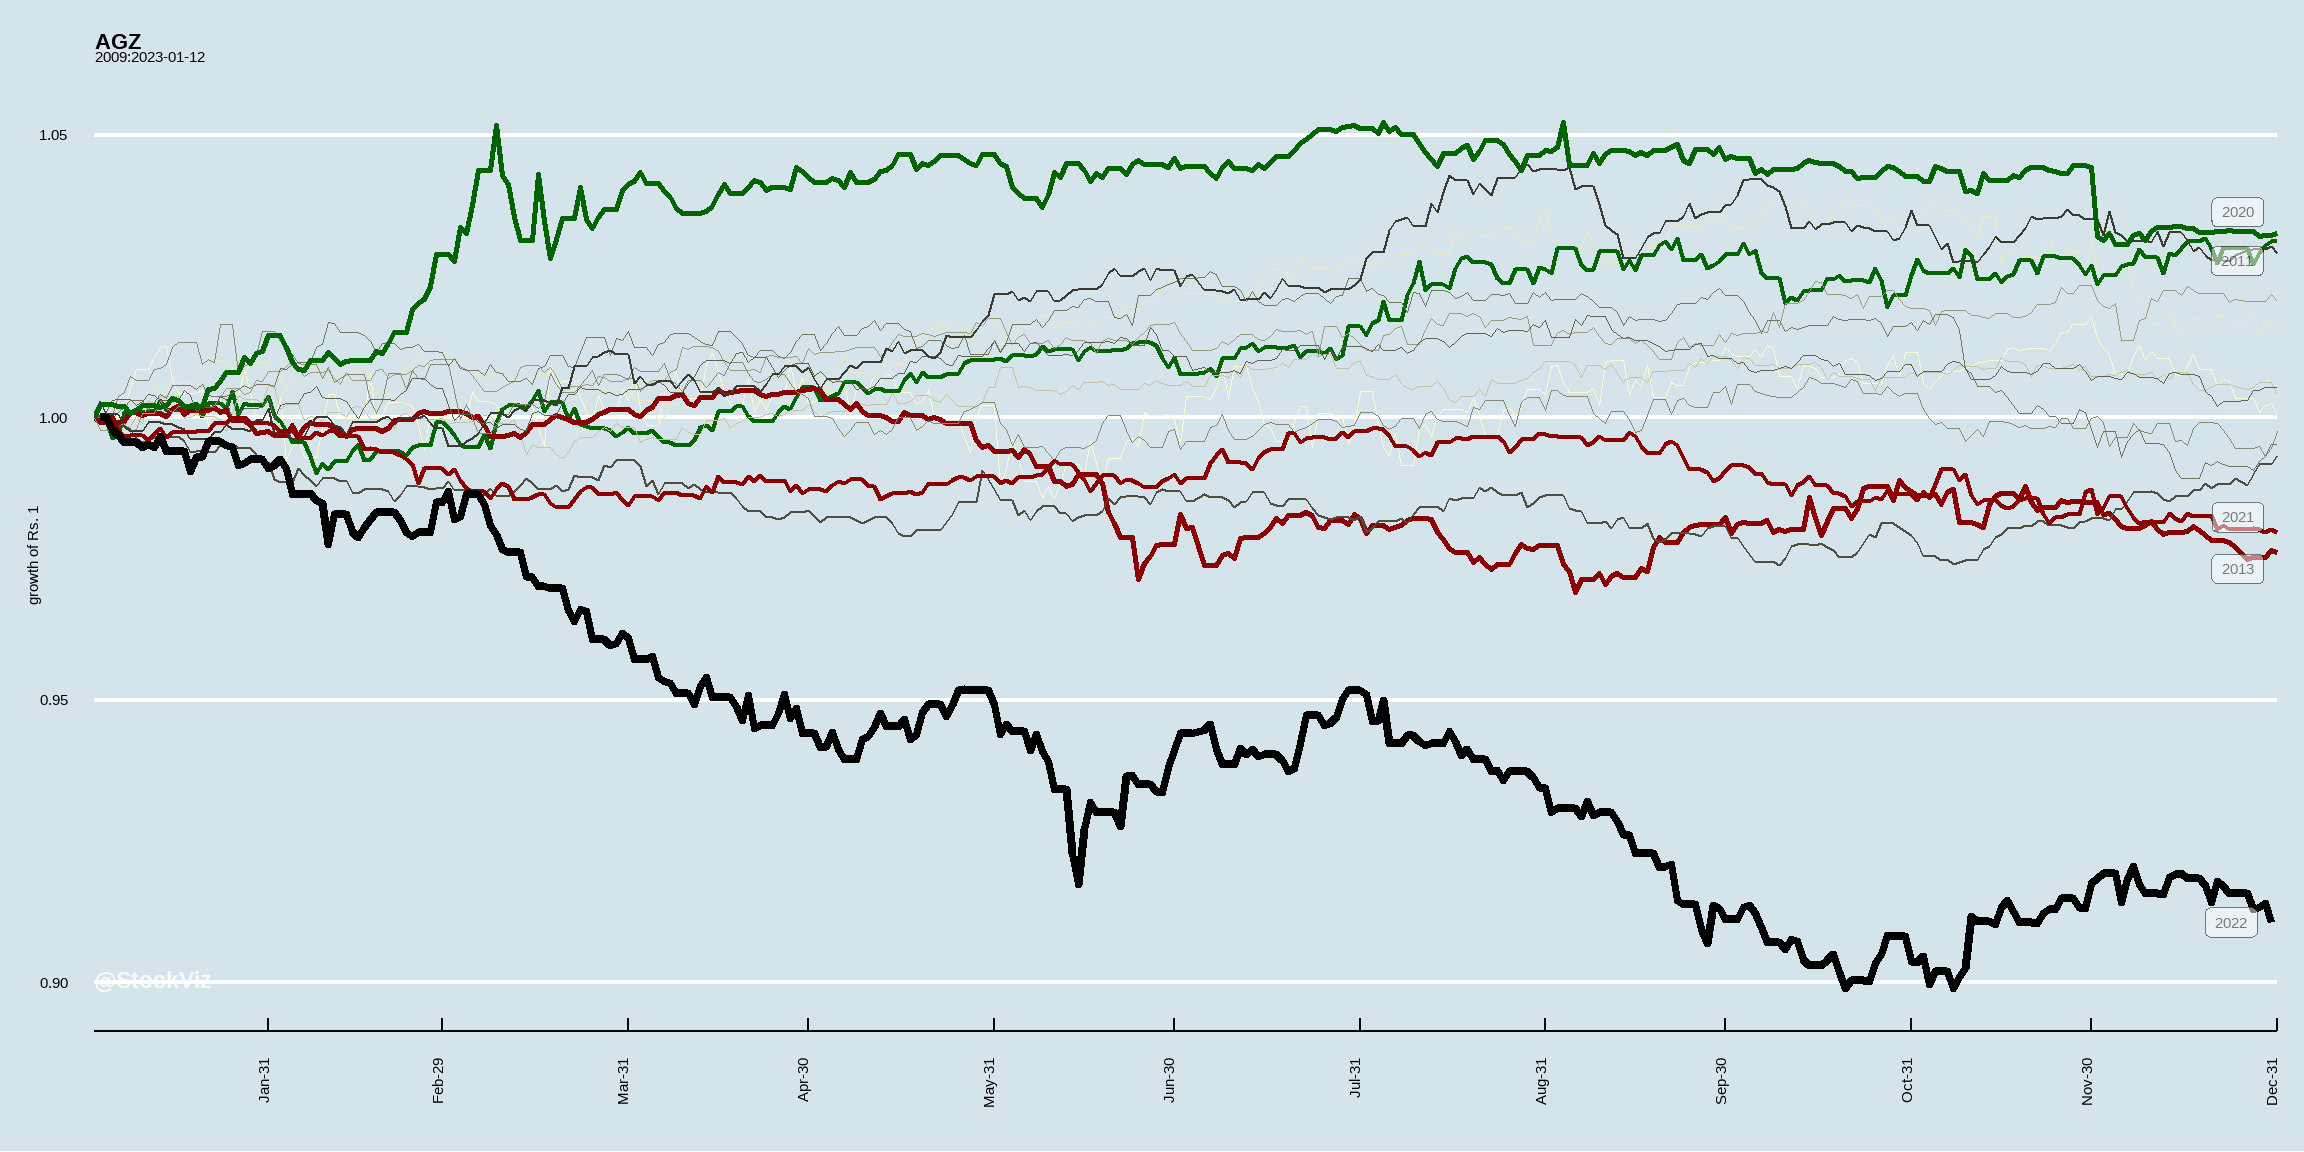 AGZ
2009:2023-01-12
1.05
1.00
0.95
0.90
growth of Rs. 1
2020
2011
2021
2013
2022
@StockViz
Jan-31
Feb-29
Mar-31
Apr-30
May-31
Jun-30
Jul-31
Aug-31
Sep-30
Oct-31
Nov-30
Dec-31